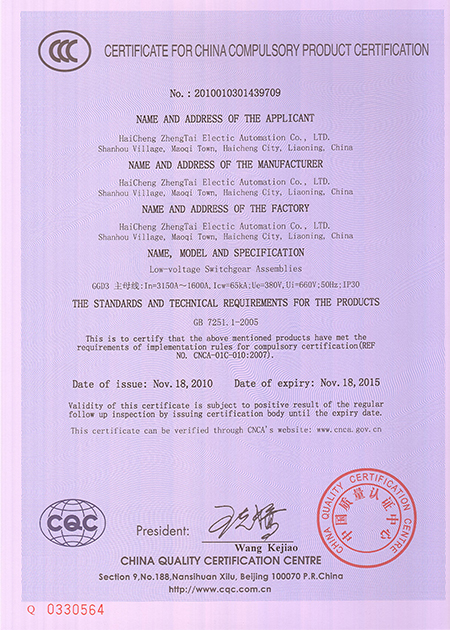 CERTIFICATE FOR CHINA COMPULSORY PRODUCT CERTIFICATION
No.: 2010010301439709
NAME AND ADDRESS OF THE APPLICANT
HaiCheng ZhengTai Electic Automation Co., LTD.
Shanhou Village, Maoqi Town, Haicheng City, Liaoning, China
NAME AND ADDRESS OF THE MANUFACTURER
HaiCheng ZhengTai Electic Automation Co., LTD.
Shanhou Village, Maoqi Town, Haicheng City, Liaoning, China
NAME AND ADDRESS OF THE FACTORY
HaiCheng ZhengTai Electic Automation Co., LTD.
Shanhou Village, Maoqi Town, Haicheng City, Liaoning, China
NAME, MODEL AND SPECIFICATION
Low-voltage Switchgear Assemblies
GGD3 主母线:In=3150A～1600A,Icw=65kA;Ue=380V,Ui=660V;50Hz;IP30
THE STANDARDS AND TECHNICAL REQUIREMENTS FOR THE PRODUCTS
GB 7251.1-2005
This is to certify that the above mentioned products have met the
requirements of implementation rules for compulsory certification(REF
NO. CNCA-01C-010:2007).
Date of issue: Nov.18,2010 Date of expiry: Nov.18,2015
Validity of this certificate is subject to positive result of the regular
follow up inspection by issuing certification body until the expiry date.
This certificate can be verified through CNCA's website: www.cnca.gov.cn
CQC
President: 王克娇
Wang Kejiao
CHINA QUALITY CERTIFICATION CENTRE
中国质量认证中心
CHINA QUALITY CERTIFICATION CENTRE
Section 9,No.188,Nansihuan Xilu, Beijing 100070 P.R.China
http://www.cqc.com.cn
Q 0330564